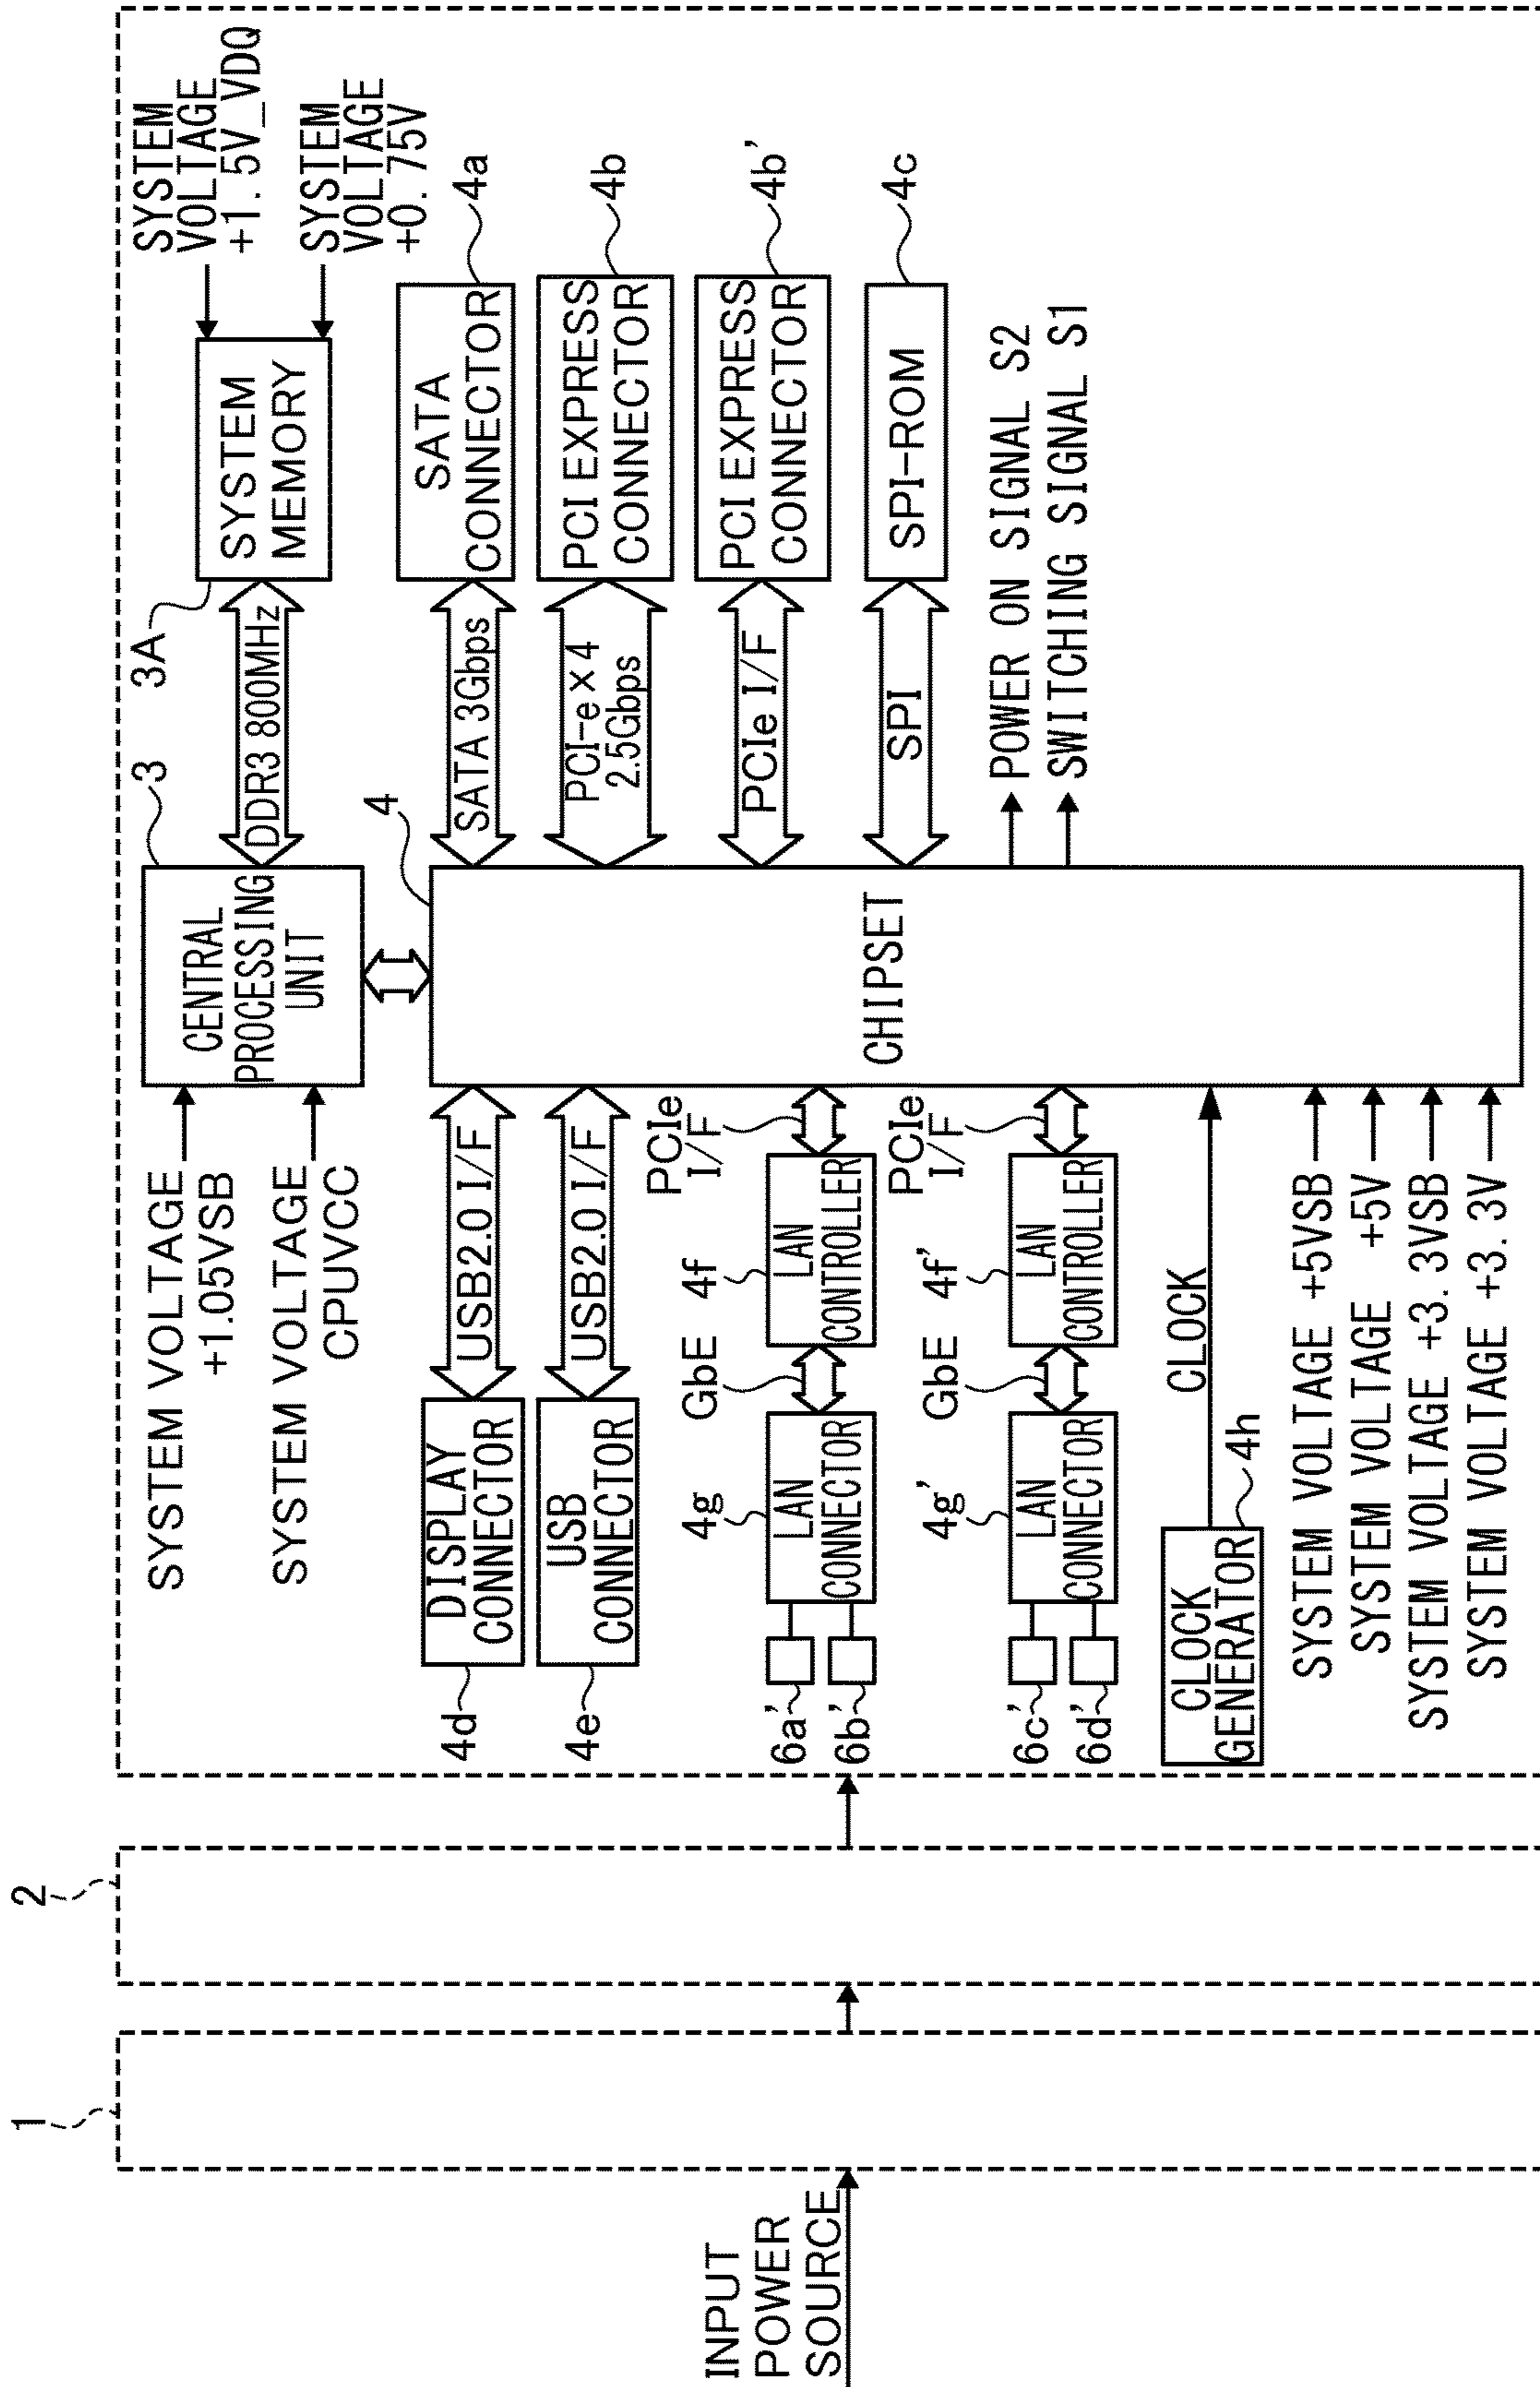 INPUT
POWER
SOURCE
1
2
SYSTEM VOLTAGE
+1.05VSB
SYSTEM VOLTAGE
CPUVCC
3
CENTRAL
PROCESSING
UNIT
DDR3 800MHz
3A
SYSTEM
MEMORY
SYSTEM
VOLTAGE
+1.5V_VDQ
SYSTEM
VOLTAGE
+0.75V
4d
DISPLAY
CONNECTOR
USB2.0 I/F
4e
USB
CONNECTOR
USB2.0 I/F
6a'
6b'
4g
LAN
CONNECTOR
GbE
4f
LAN
CONTROLLER
PCIe
I/F
6c'
6d'
4g'
LAN
CONNECTOR
GbE
4f'
LAN
CONTROLLER
PCIe
I/F
CLOCK
GENERATOR
4h
CLOCK
SYSTEM VOLTAGE +5VSB
SYSTEM VOLTAGE +5V
SYSTEM VOLTAGE +3.3VSB
SYSTEM VOLTAGE +3.3V
4
CHIPSET
SATA 3Gbps
SATA
CONNECTOR
4a
PCI-e×4
2.5Gbps
PCI EXPRESS
CONNECTOR
4b
PCIe I/F
PCI EXPRESS
CONNECTOR
4b'
SPI
SPI-ROM
4c
POWER ON SIGNAL S2
SWITCHING SIGNAL S1